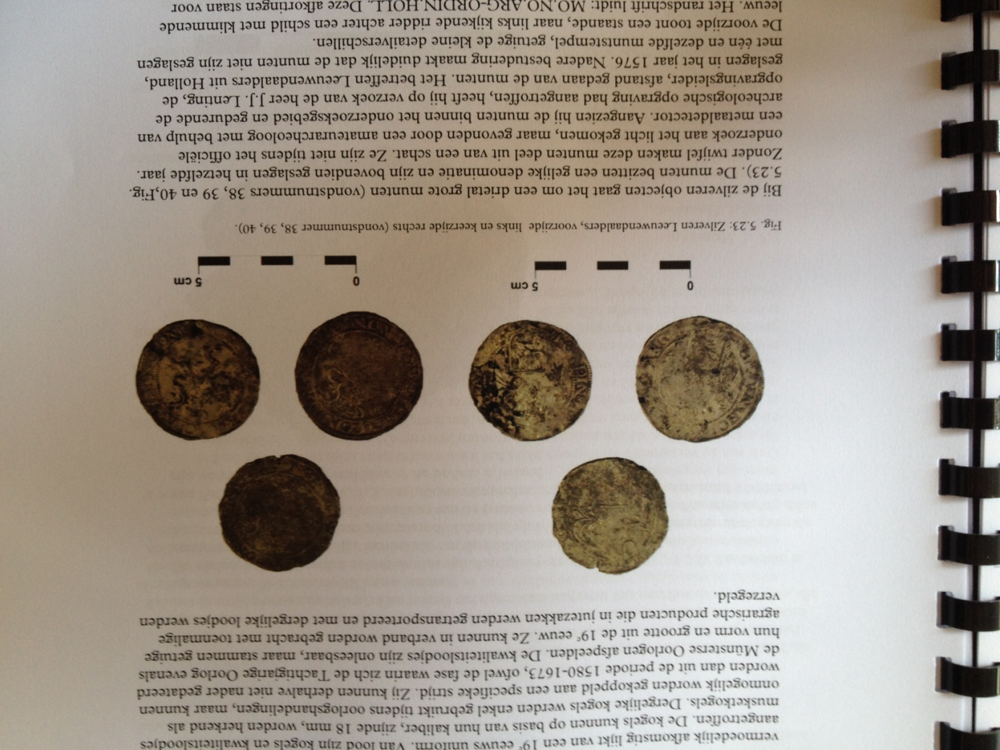 vermoedelijk afkomstig lijkt van een 19e eeuws uniform. Van lood zijn kogels en kwaliteitsloodjes
aangetroffen. De kogels kunnen op basis van hun kaliber, zijnde 18 mm, worden herkend als
musketkogels. Dergelijke kogels werden enkel gebruikt tijdens oorlogshandelingen, maar kunnen
onmogelijk worden gekoppeld aan een specifieke strijd. Zij kunnen derhalve niet nader gedateerd
worden dan uit de periode 1580-1673, ofwel de fase waarin zich de Tachtigjarige Oorlog evenals
de Münsterse Oorlogen afspeelden. De kwaliteitsloodjes zijn onleesbaar, maar stammen getuige
hun vorm en grootte uit de 19e eeuw. Ze kunnen in verband worden gebracht met toenmalige
agrarische producten die in jutezakken werden getransporteerd en met dergelijke loodjes werden
verzegeld.
0 5 cm 0 5 cm
Fig. 5.23: Zilveren Leeuwendaalders, voorzijde links en keerzijde rechts (vondstnummer 38, 39, 40).
Bij de zilveren objecten gaat het om een drietal grote munten (vondstnummers 38, 39 en 40,Fig.
5.23). De munten bezitten een gelijke denominatie en zijn bovendien geslagen in hetzelfde jaar.
Zonder twijfel maken deze munten deel uit van een schat. Ze zijn niet tijdens het officiële
onderzoek aan het licht gekomen, maar gevonden door een amateurarcheoloog met behulp van
een metaaldetector. Aangezien hij de munten binnen het onderzoeksgebied en gedurende de
archeologische opgraving had aangetroffen, heeft hij op verzoek van de heer J.J. Lenting, de
opgravingsleider, afstand gedaan van de munten. Het betreffen Leeuwendaalders uit Holland,
geslagen in het jaar 1576. Nadere bestudering maakt duidelijk dat de munten niet zijn geslagen
met één en dezelfde muntstempel, getuige de kleine detailverschillen.
De voorzijde toont een staande, naar links kijkende ridder achter een schild met klimmende
leeuw. Het randschrift luidt: MO.NO.ARG-ORDIN.HOLL. Deze afkortingen staan voor